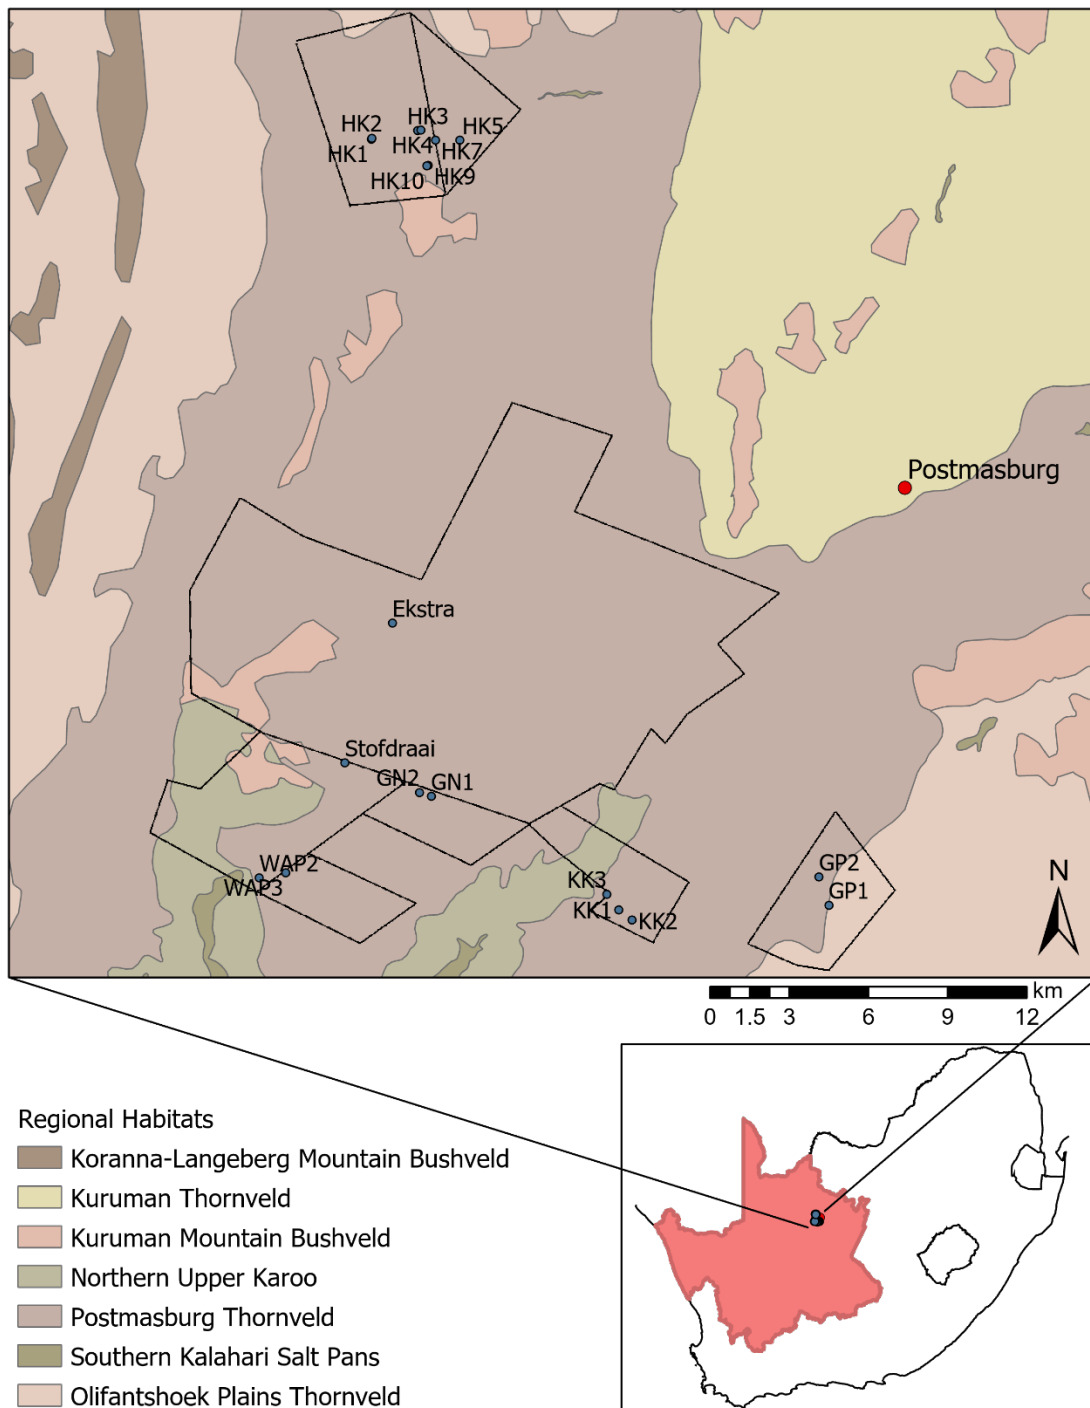 HK3
HK2
HK5
HK1
HK4
HK7
HK10
HK9
Postmasburg
Ekstra
Stofdraai
GN2
GN1
WAP2
WAP3
KK3
KK1
KK2
GP2
GP1
N
km
0 1.5 3 6 9 12
Regional Habitats
Koranna-Langeberg Mountain Bushveld
Kuruman Thornveld
Kuruman Mountain Bushveld
Northern Upper Karoo
Postmasburg Thornveld
Southern Kalahari Salt Pans
Olifantshoek Plains Thornveld